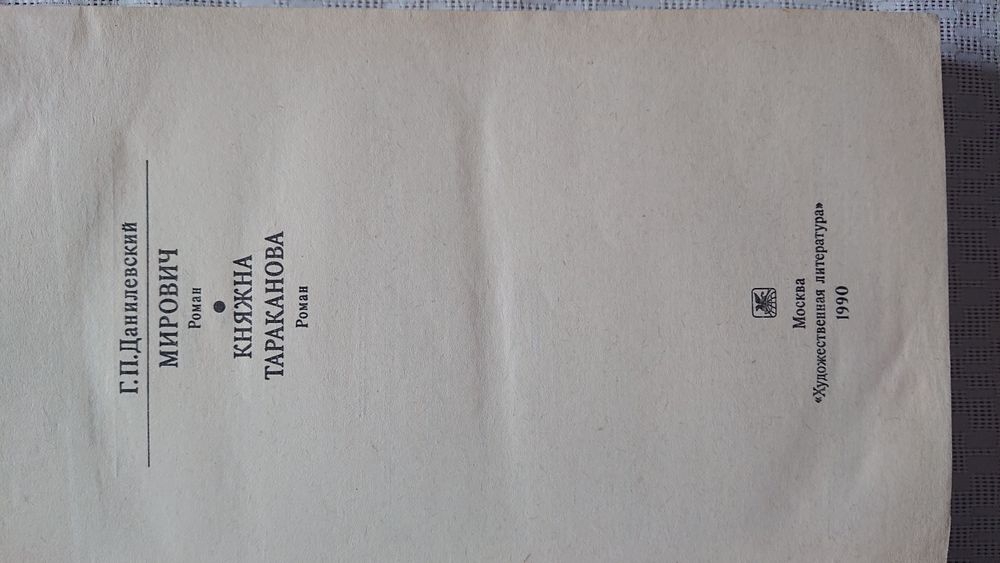 Г.П.Данилевский
МИРОВИЧ
Роман
КНЯЖНА
ТАРАКАНОВА
Роман
Москва
«Художественная литература»
1990